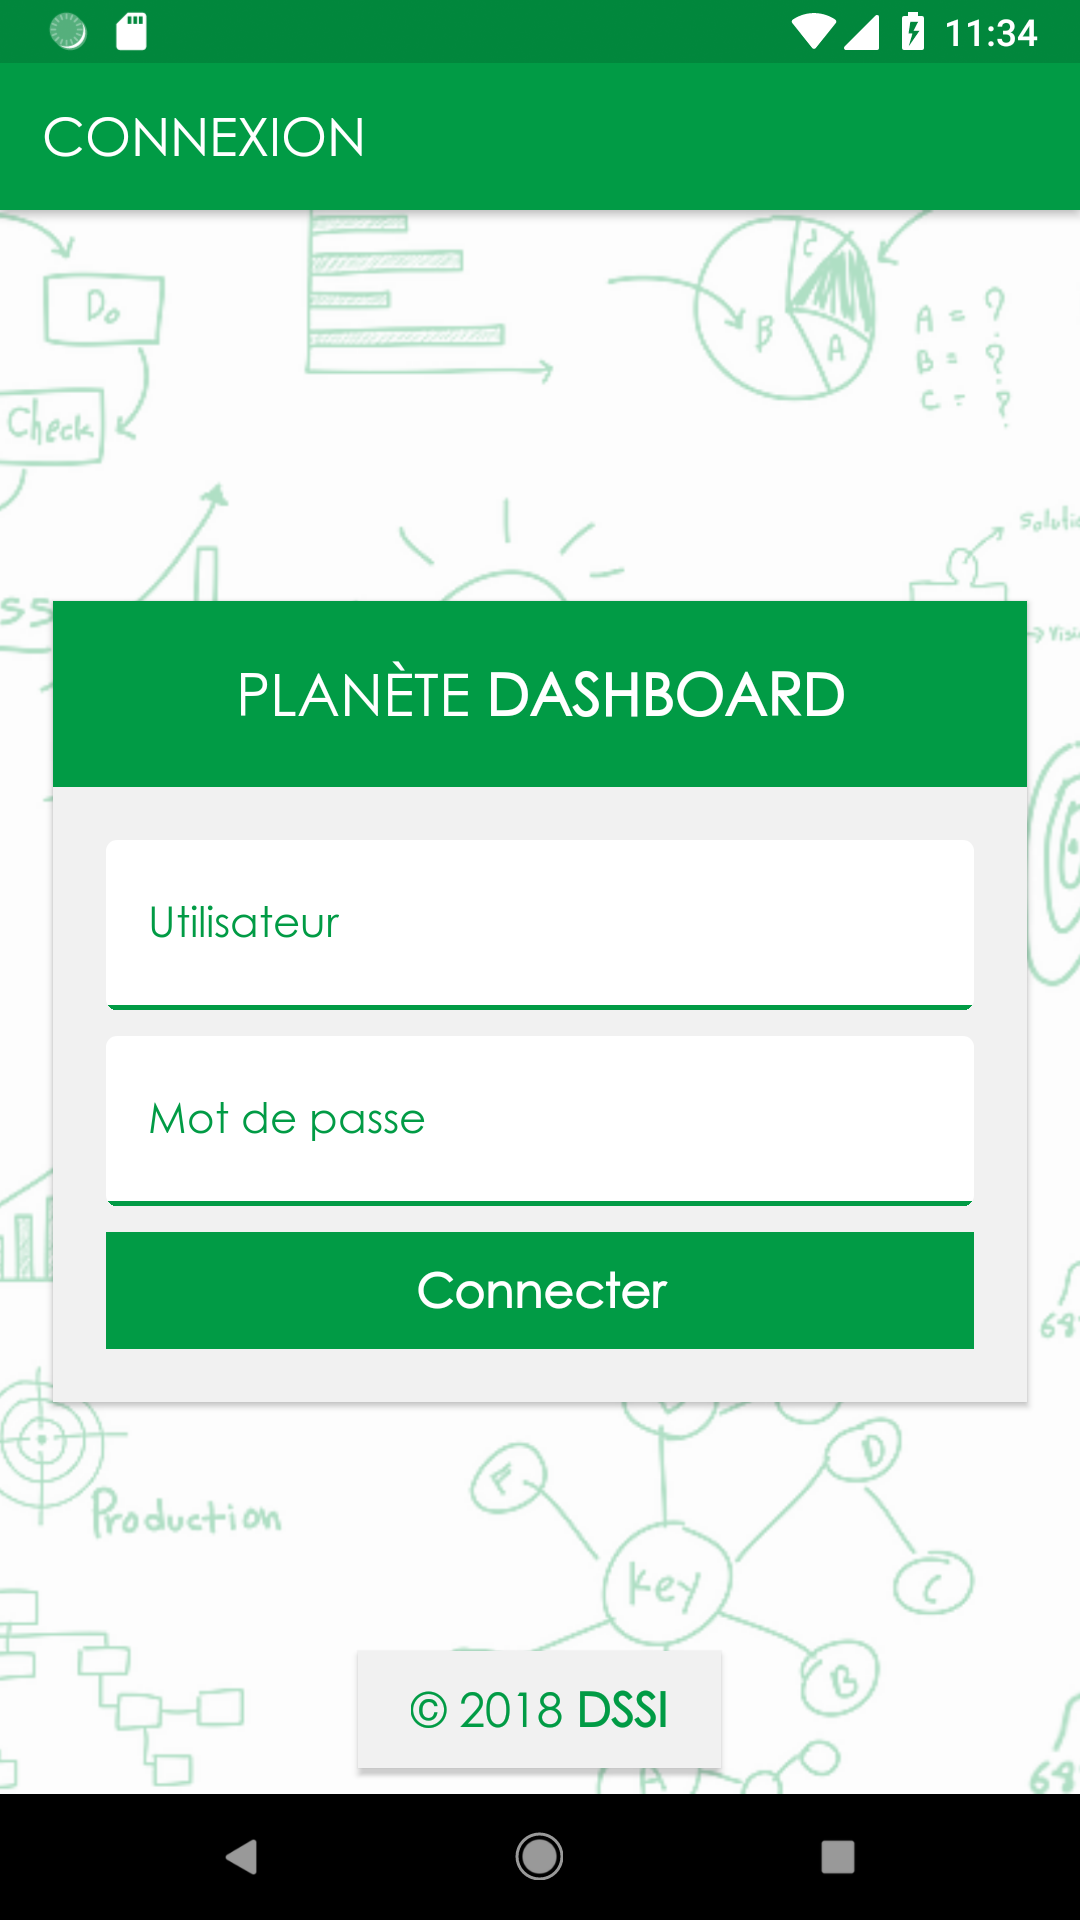 11:34
CONNEXION
Do
Check
C
B
A
A = ?
B = ?
C = ?
PLANÈTE DASHBOARD
Utilisateur
Mot de passe
Connecter
Production
F
D
Key
C
B
A
© 2018 DSSI